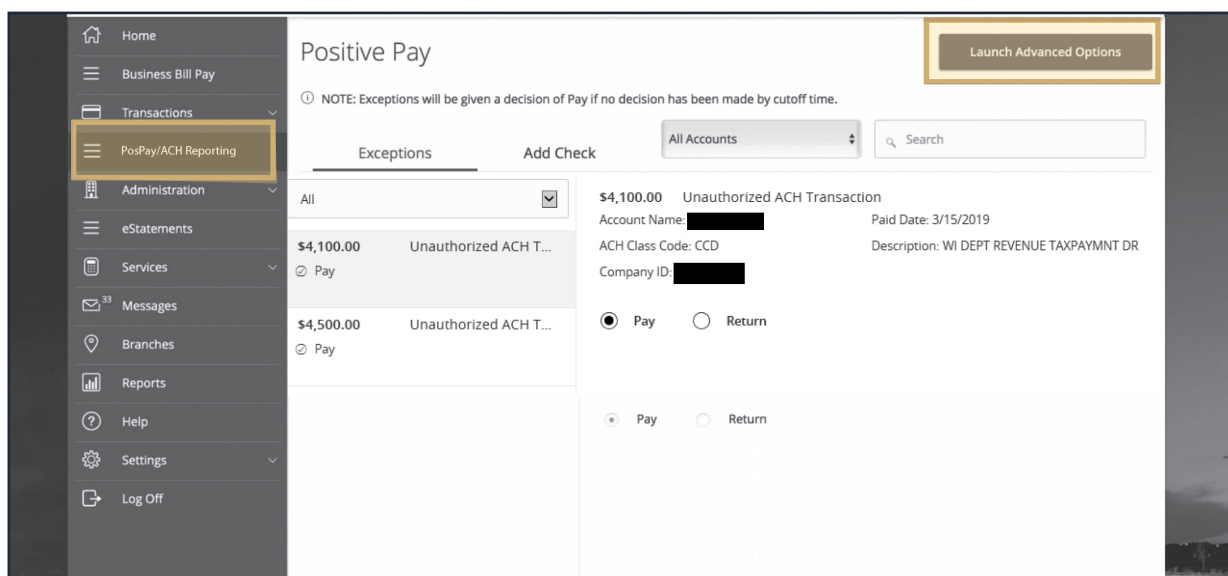 Home
Business Bill Pay
Transactions
PosPay/ACH Reporting
Administration
eStatements
Services
33
Messages
Branches
Reports
Help
Settings
Log Off
Positive Pay
Launch Advanced Options
NOTE: Exceptions will be given a decision of Pay if no decision has been made by cutoff time.
Exceptions Add Check All Accounts Search
All
$4,100.00 Unauthorized ACH T...
Pay
$4,500.00 Unauthorized ACH T...
Pay
$4,100.00 Unauthorized ACH Transaction
Account Name: Paid Date: 3/15/2019
ACH Class Code: CCD Description: WI DEPT REVENUE TAXPAYMNT DR
Company ID:
Pay Return
Pay Return